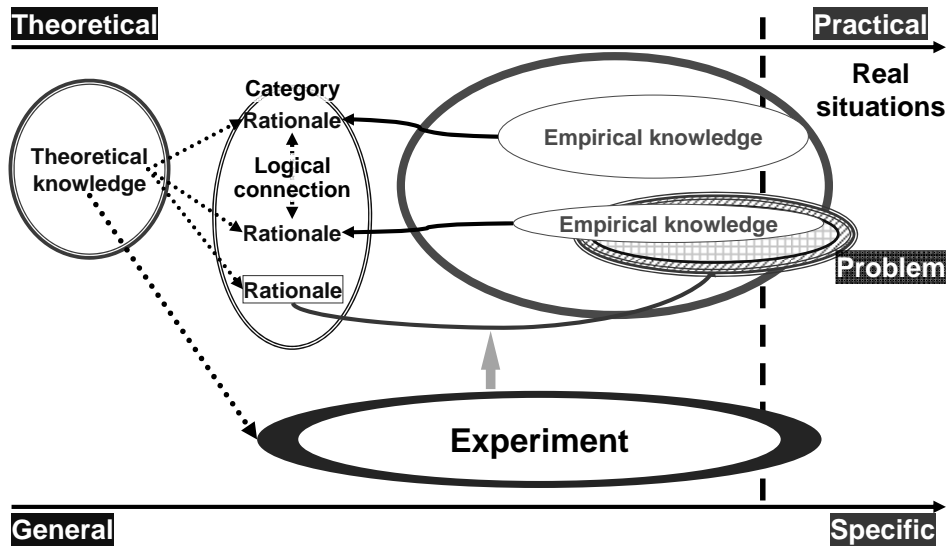 Theoretical
Practical
Real
situations
Category
Rationale
Theoretical
knowledge
Logical
connection
Rationale
Rationale
Empirical knowledge
Empirical knowledge
Problem
Experiment
General
Specific